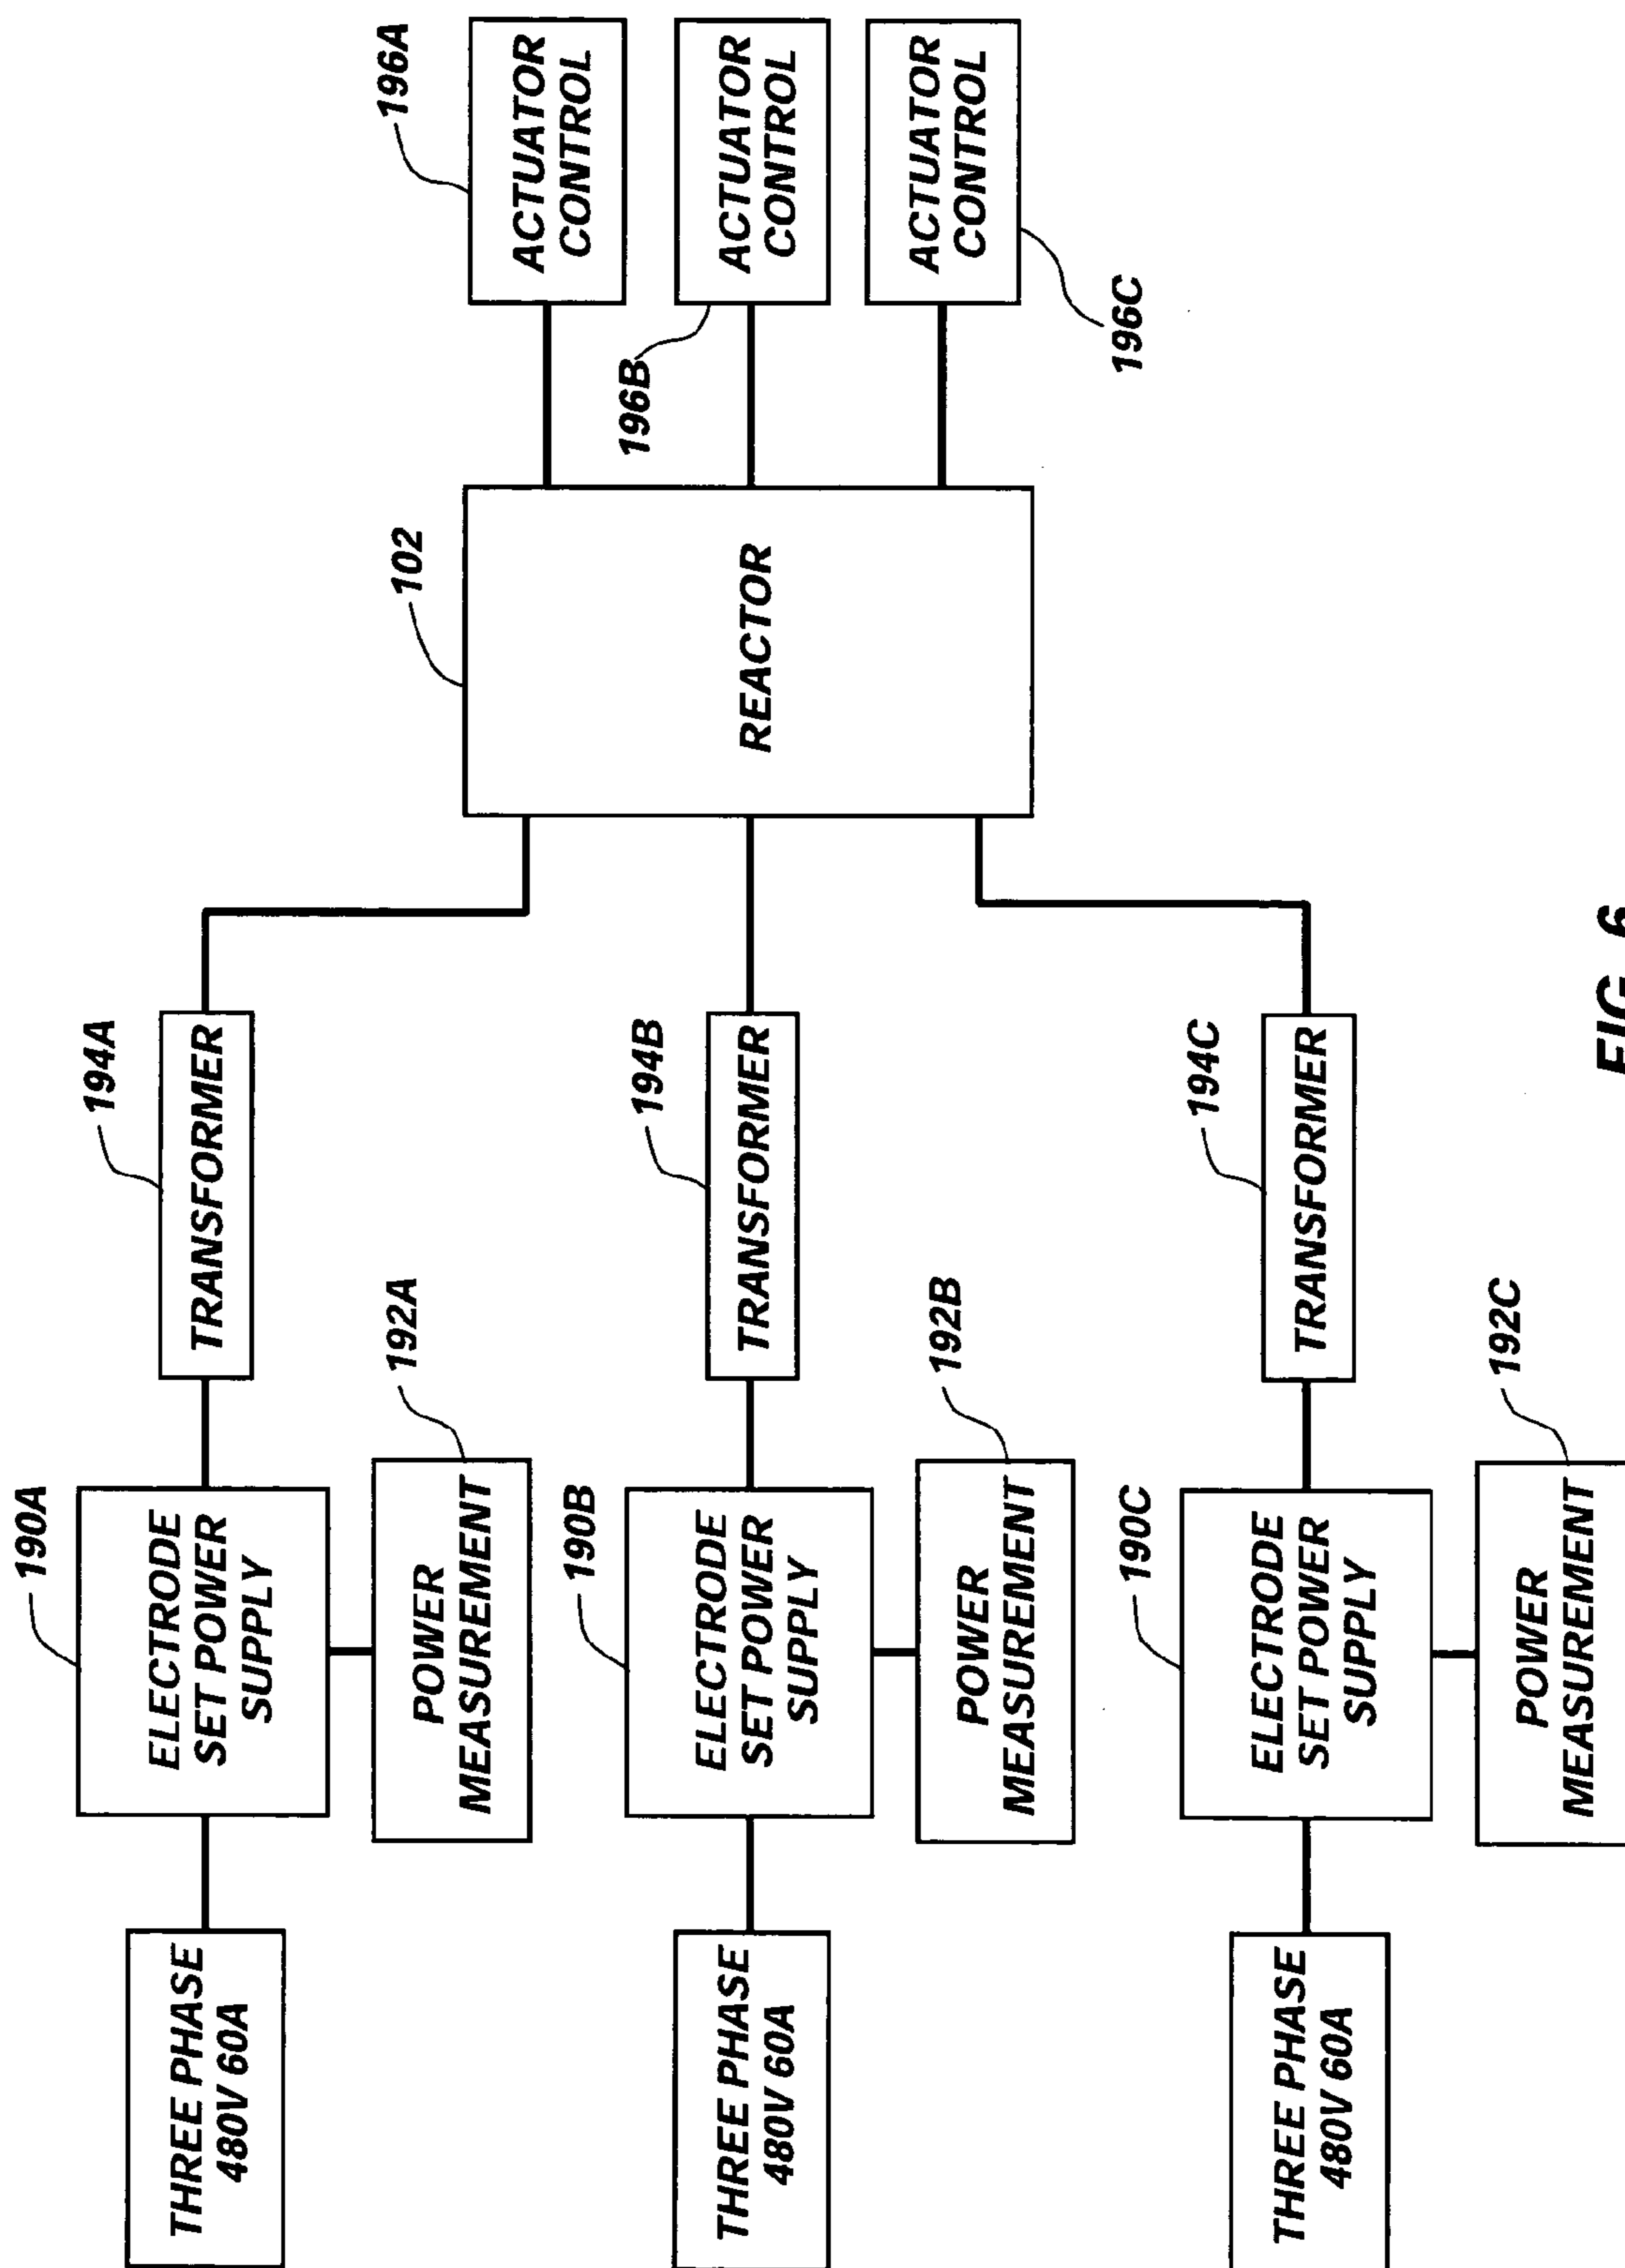 190A
THREE PHASE
480V 60A
ELECTRODE
SET POWER
SUPPLY
194A
TRANSFORMER
192A
POWER
MEASUREMENT
102
REACTOR
196A
ACTUATOR
CONTROL
190B
THREE PHASE
480V 60A
ELECTRODE
SET POWER
SUPPLY
194B
TRANSFORMER
192B
POWER
MEASUREMENT
196B
ACTUATOR
CONTROL
190C
THREE PHASE
480V 60A
ELECTRODE
SET POWER
SUPPLY
194C
TRANSFORMER
192C
POWER
MEASUREMENT
ACTUATOR
CONTROL
196C
FIG. 6